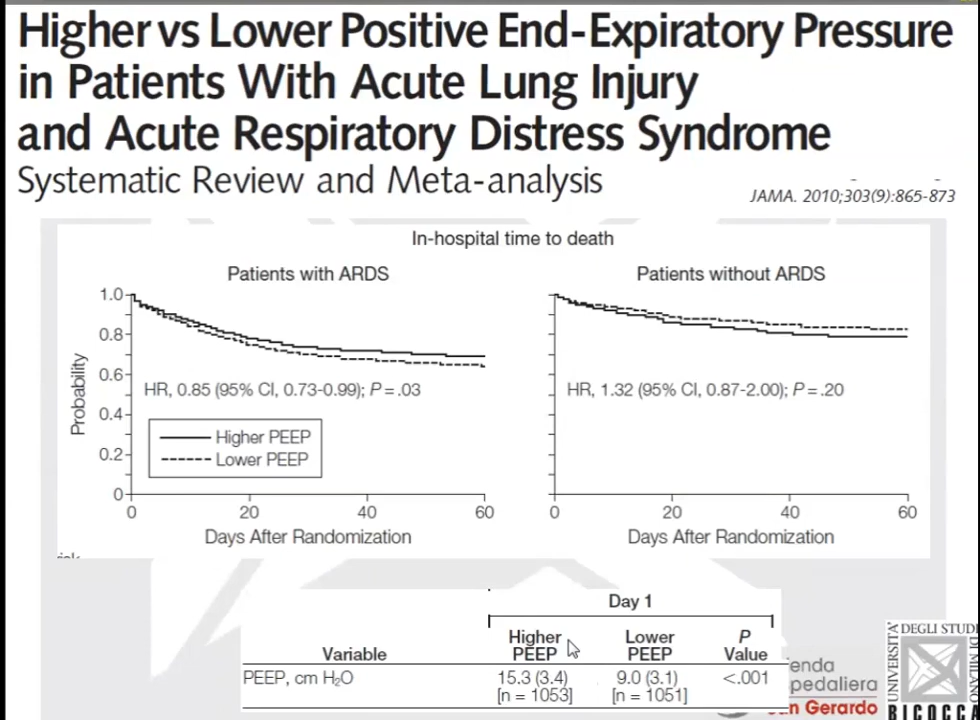 Higher vs Lower Positive End-Expiratory Pressure
in Patients With Acute Lung Injury
and Acute Respiratory Distress Syndrome
Systematic Review and Meta-analysis
JAMA. 2010;303(9):865-873
In-hospital time to death
Patients with ARDS
Probability
1.0
0.8
0.6
0.4
0.2
0
HR, 0.85 (95% CI, 0.73-0.99); P = .03
Higher PEEP
Lower PEEP
0 20 40 60
Days After Randomization
Patients without ARDS
HR, 1.32 (95% CI, 0.87-2.00); P = .20
0 20 40 60
Days After Randomization
Day 1
Variable Higher PEEP Lower PEEP P Value
PEEP, cm H₂O 15.3 (3.4) 9.0 (3.1) <.001
[n = 1053] [n = 1051]
enda
pedaliera
n Gerardo
UNIVERSITÀ
DEGLI STUDI
DI MILANO
BICOCCA